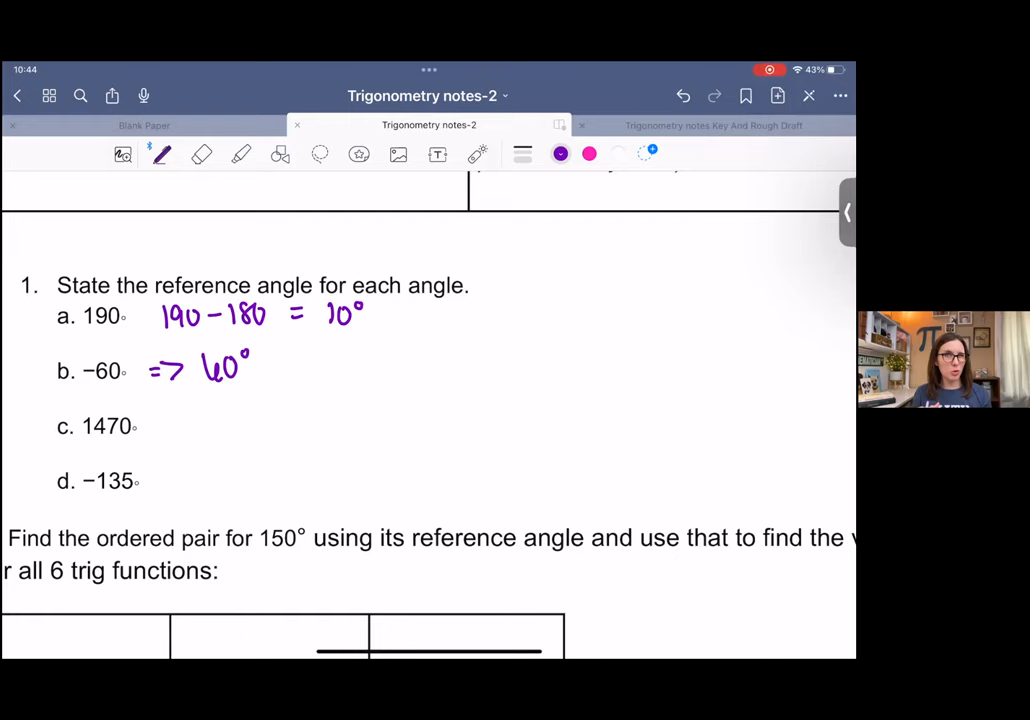 10:44
43%
Trigonometry notes-2
Blank Paper
Trigonometry notes-2
Trigonometry notes Key And Rough Draft
1. State the reference angle for each angle.
a. 190° 190-180 = 10°
b. −60° => 60°
c. 1470°
d. −135°
Find the ordered pair for 150° using its reference angle and use that to find the
r all 6 trig functions: